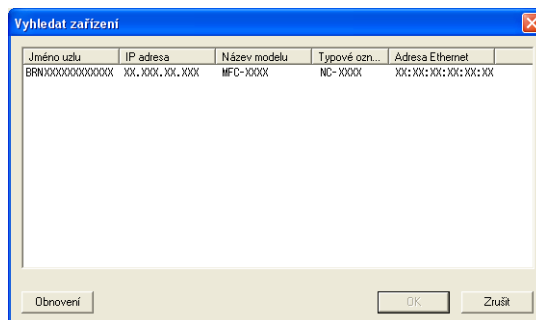 Vyhledat zařízení
Jméno uzlu IP adresa Název modelu Typové ozn... Adresa Ethernet
BRNXXXXXXXXXXXX XX.XXX.XX.XXX MFC-XXXX NC-XXXX XX:XX:XX:XX:XX:XX
Obnovení OK Zrušit